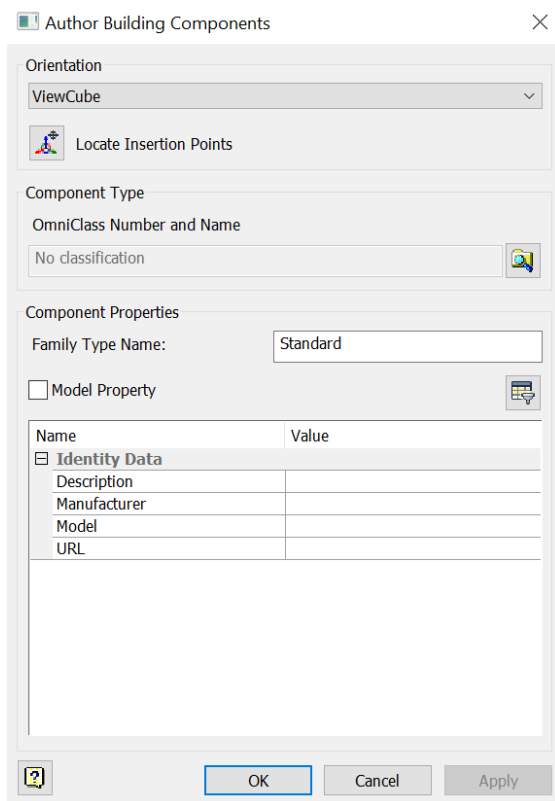 Author Building Components
Orientation
ViewCube
Locate Insertion Points
Component Type
OmniClass Number and Name
No classification
Component Properties
Family Type Name: Standard
Model Property
Name Value
Identity Data
Description
Manufacturer
Model
URL
OK Cancel Apply